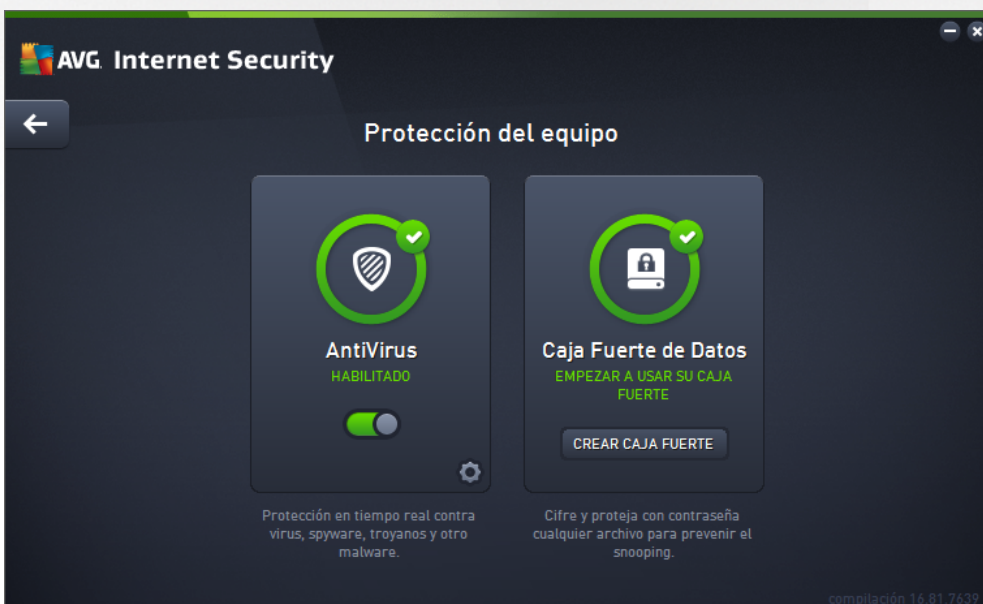 AVG Internet Security
Protección del equipo
AntiVirus
HABILITADO
Protección en tiempo real contra
virus, spyware, troyanos y otro
malware.
Caja Fuerte de Datos
EMPEZAR A USAR SU CAJA
FUERTE
CREAR CAJA FUERTE
Cifre y proteja con contraseña
cualquier archivo para prevenir el
snooping.
compilación 16.81.7639